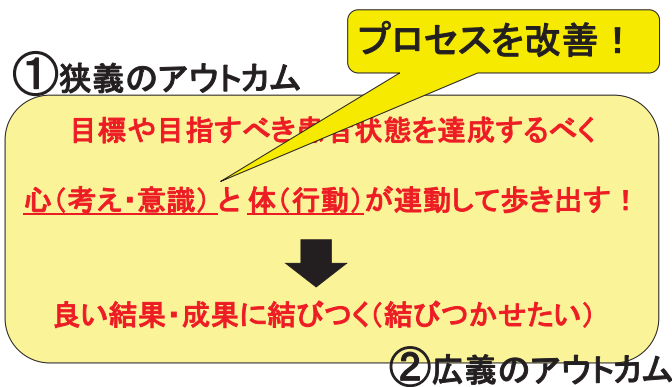 プロセスを改善！
①狭義のアウトカム
目標や目指すべき患者状態を達成するべく
心（考え・意識）と体（行動）が連動して歩き出す！
良い結果・成果に結びつく（結びつかせたい）
②広義のアウトカム